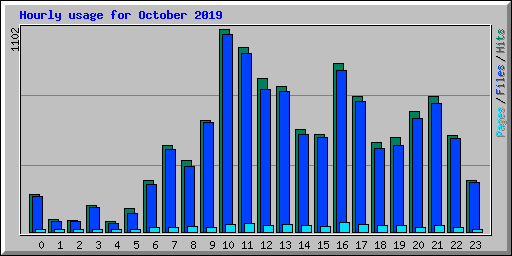 Hourly usage for October 2019
1102
Pages/Files/Hits
0 1 2 3 4 5 6 7 8 9 10 11 12 13 14 15 16 17 18 19 20 21 22 23